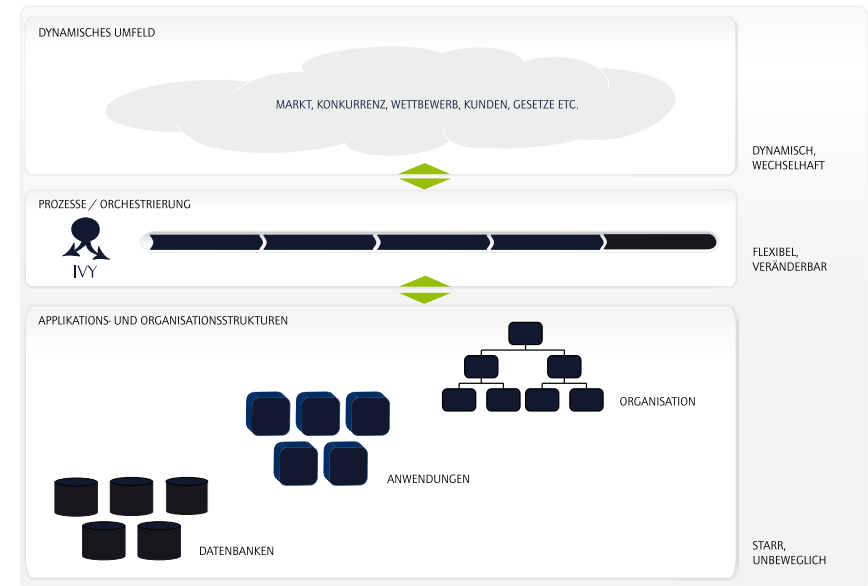 DYNAMISCHES UMFELD
MARKT, KONKURRENZ, WETTBEWERB, KUNDEN, GESETZE ETC.
DYNAMISCH,
WECHSELHAFT
PROZESSE / ORCHESTRIERUNG
IVY
FLEXIBEL,
VERÄNDERBAR
APPLIKATIONS- UND ORGANISATIONSSTRUKTUREN
ORGANISATION
ANWENDUNGEN
DATENBANKEN
STARR,
UNBEWEGLICH